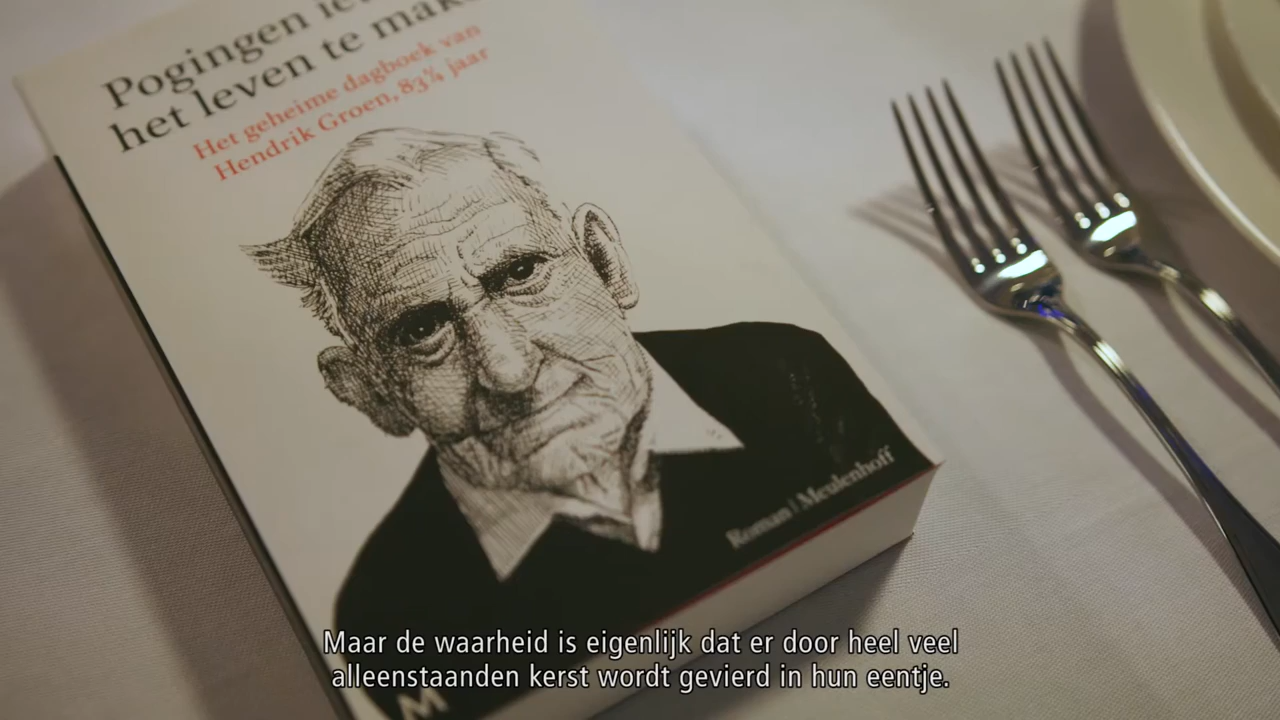 Pogingen
het leven te
Het geheime dagboek van
Hendrik Groen, 83¼ jaar
Roman | Meulenhoff
M
Maar de waarheid is eigenlijk dat er door heel veel
alleenstaanden kerst wordt gevierd in hun eentje.